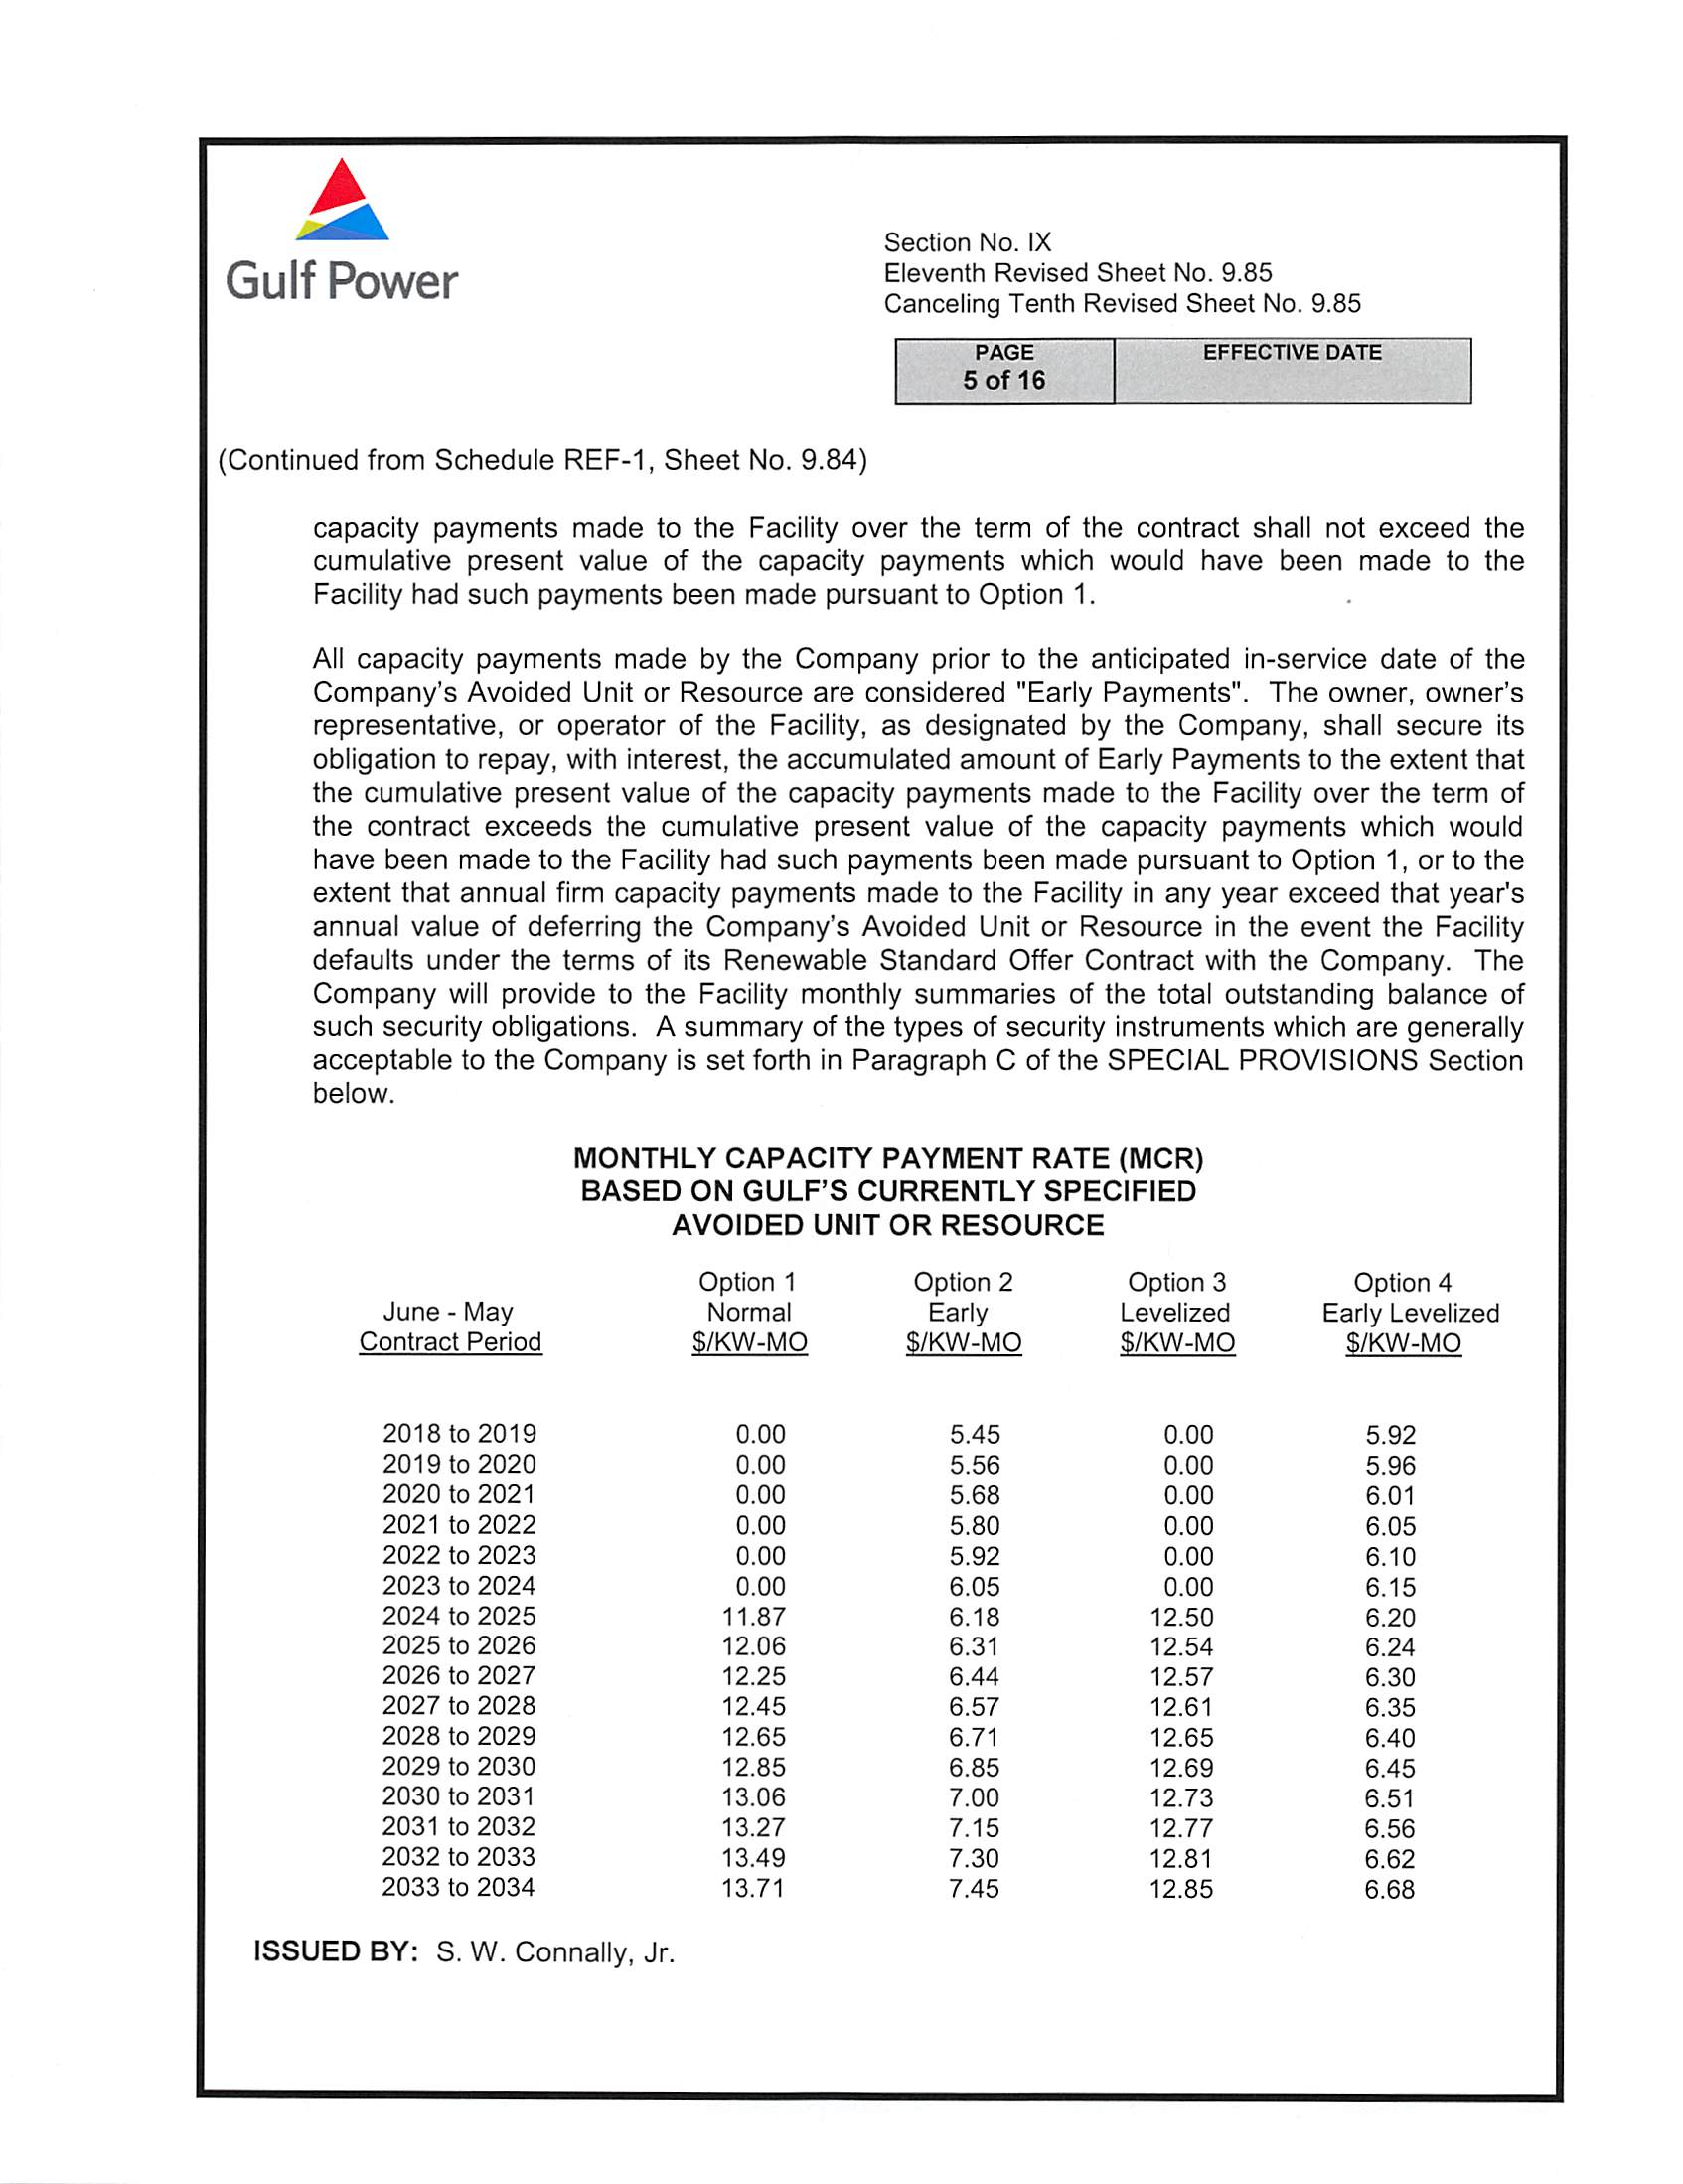 Gulf Power
Section No. IX
Eleventh Revised Sheet No. 9.85
Canceling Tenth Revised Sheet No. 9.85
PAGE EFFECTIVE DATE
5 of 16
(Continued from Schedule REF-1, Sheet No. 9.84)
capacity payments made to the Facility over the term of the contract shall not exceed the
cumulative present value of the capacity payments which would have been made to the
Facility had such payments been made pursuant to Option 1.
All capacity payments made by the Company prior to the anticipated in-service date of the
Company's Avoided Unit or Resource are considered "Early Payments". The owner, owner's
representative, or operator of the Facility, as designated by the Company, shall secure its
obligation to repay, with interest, the accumulated amount of Early Payments to the extent that
the cumulative present value of the capacity payments made to the Facility over the term of
the contract exceeds the cumulative present value of the capacity payments which would
have been made to the Facility had such payments been made pursuant to Option 1, or to the
extent that annual firm capacity payments made to the Facility in any year exceed that year's
annual value of deferring the Company's Avoided Unit or Resource in the event the Facility
defaults under the terms of its Renewable Standard Offer Contract with the Company. The
Company will provide to the Facility monthly summaries of the total outstanding balance of
such security obligations. A summary of the types of security instruments which are generally
acceptable to the Company is set forth in Paragraph C of the SPECIAL PROVISIONS Section
below.
MONTHLY CAPACITY PAYMENT RATE (MCR)
BASED ON GULF'S CURRENTLY SPECIFIED
AVOIDED UNIT OR RESOURCE
Option 1 Option 2 Option 3 Option 4
June - May Normal Early Levelized Early Levelized
Contract Period $/KW-MO $/KW-MO $/KW-MO $/KW-MO
2018 to 2019 0.00 5.45 0.00 5.92
2019 to 2020 0.00 5.56 0.00 5.96
2020 to 2021 0.00 5.68 0.00 6.01
2021 to 2022 0.00 5.80 0.00 6.05
2022 to 2023 0.00 5.92 0.00 6.10
2023 to 2024 0.00 6.05 0.00 6.15
2024 to 2025 11.87 6.18 12.50 6.20
2025 to 2026 12.06 6.31 12.54 6.24
2026 to 2027 12.25 6.44 12.57 6.30
2027 to 2028 12.45 6.57 12.61 6.35
2028 to 2029 12.65 6.71 12.65 6.40
2029 to 2030 12.85 6.85 12.69 6.45
2030 to 2031 13.06 7.00 12.73 6.51
2031 to 2032 13.27 7.15 12.77 6.56
2032 to 2033 13.49 7.30 12.81 6.62
2033 to 2034 13.71 7.45 12.85 6.68
ISSUED BY: S. W. Connally, Jr.